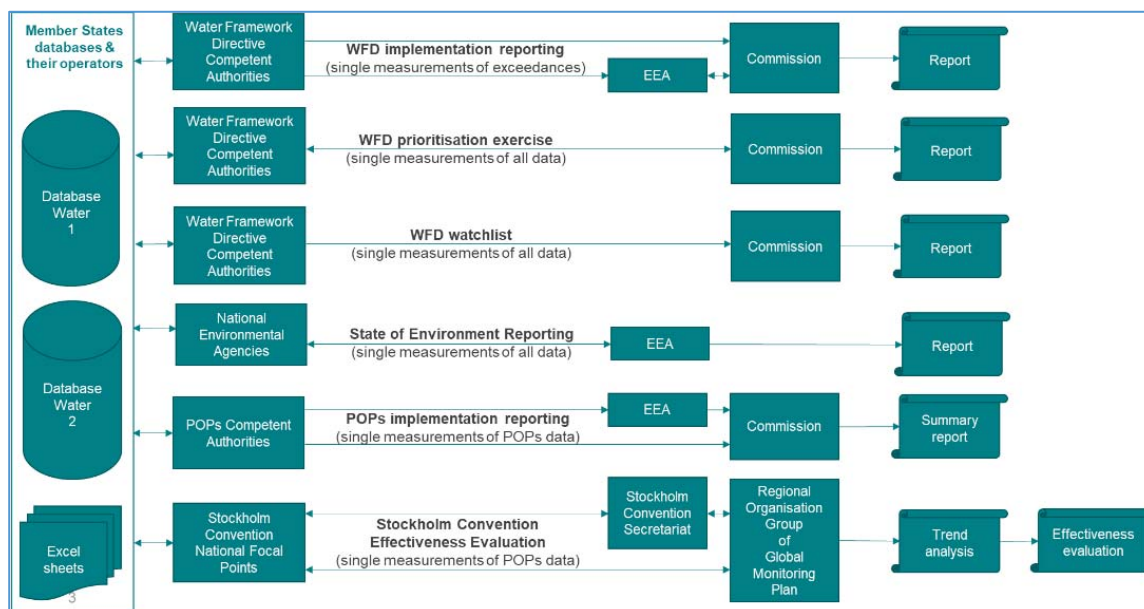 Member States
databases &
their operators
Database
Water
1
Database
Water
2
Excel
sheets
3
Water Framework
Directive
Competent
Authorities
WFD implementation reporting
(single measurements of exceedances)
EEA
Commission
Report
Water Framework
Directive
Competent
Authorities
WFD prioritisation exercise
(single measurements of all data)
Commission
Report
Water Framework
Directive
Competent
Authorities
WFD watchlist
(single measurements of all data)
Commission
Report
National
Environmental
Agencies
State of Environment Reporting
(single measurements of all data)
EEA
Report
POPs Competent
Authorities
POPs implementation reporting
(single measurements of POPs data)
EEA
Commission
Summary
report
Stockholm
Convention
National Focal
Points
Stockholm Convention
Effectiveness Evaluation
(single measurements of POPs data)
Stockholm
Convention
Secretariat
Regional
Organisation
Group
of
Global
Monitoring
Plan
Trend
analysis
Effectiveness
evaluation